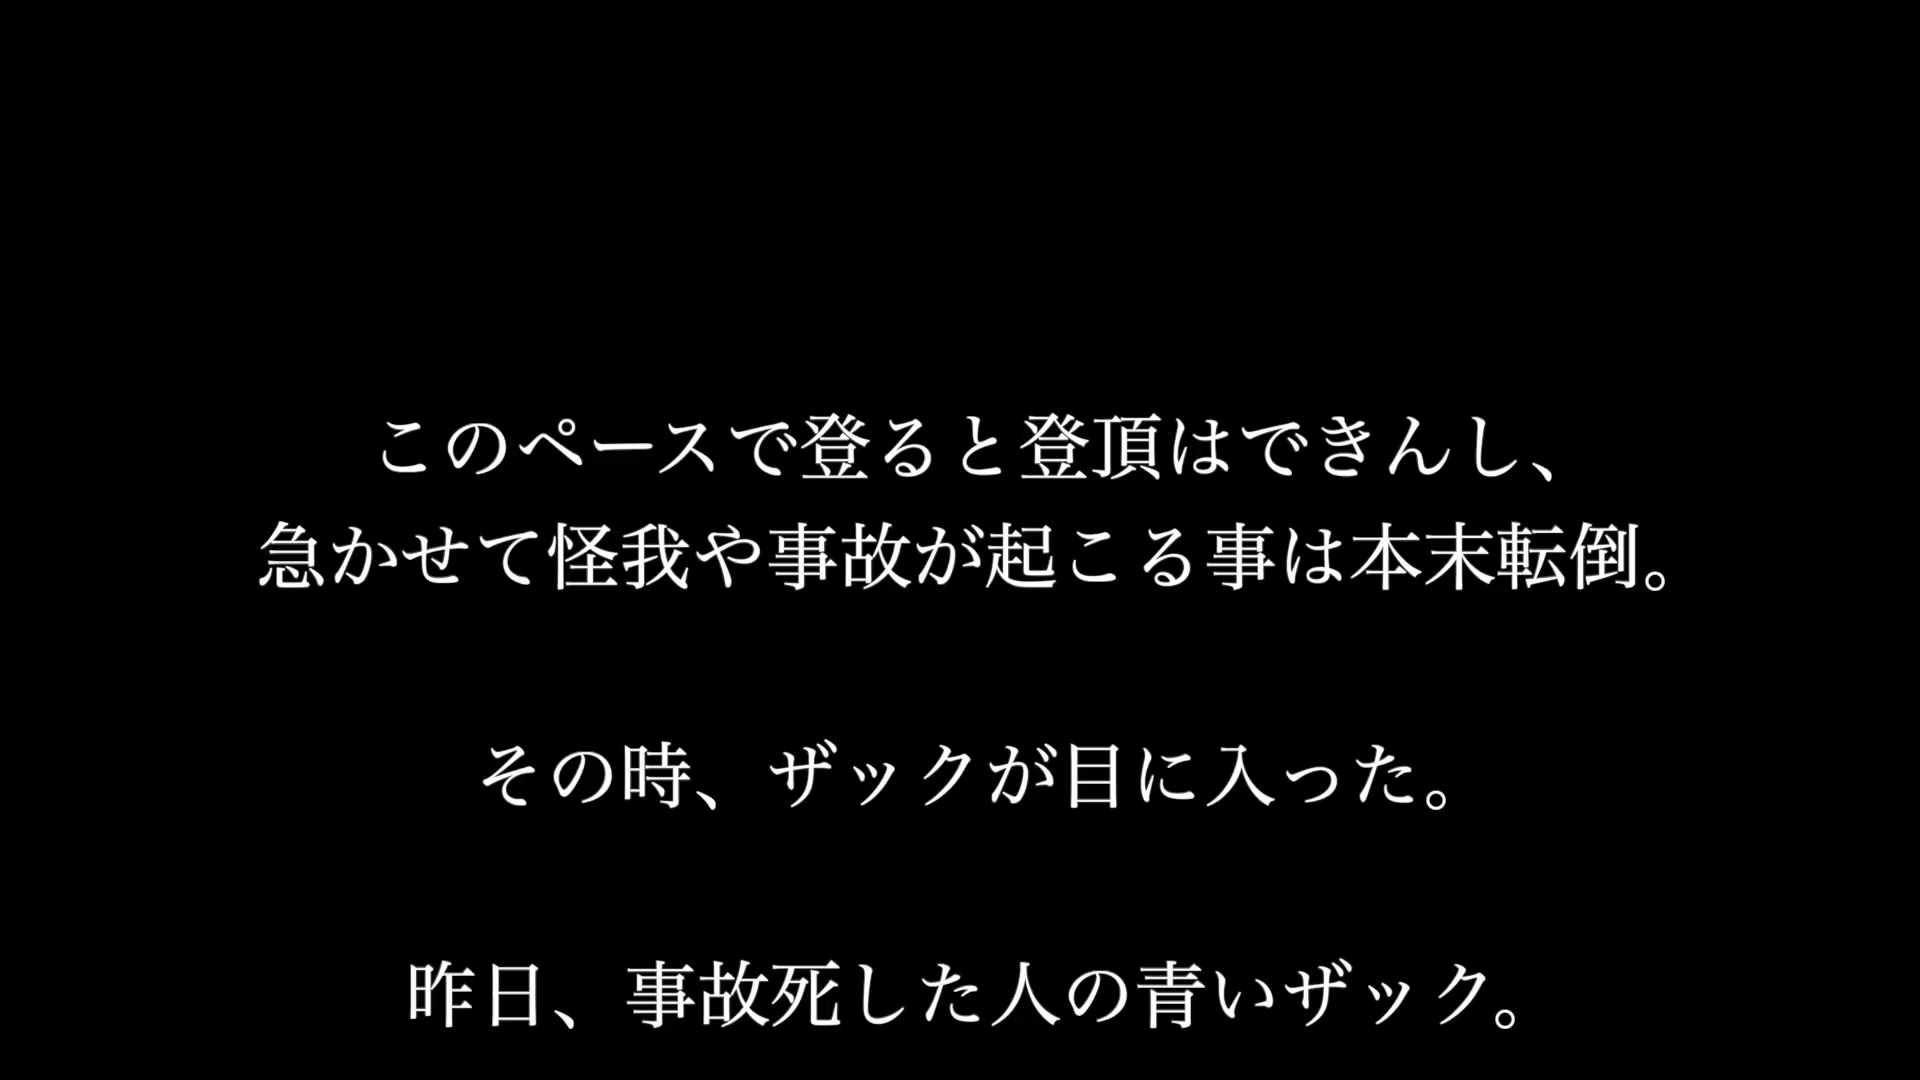 このペースで登ると登頂はできんし、
急かせて怪我や事故が起こる事は本末転倒。
その時、ザックが目に入った。
昨日、事故死した人の青いザック。